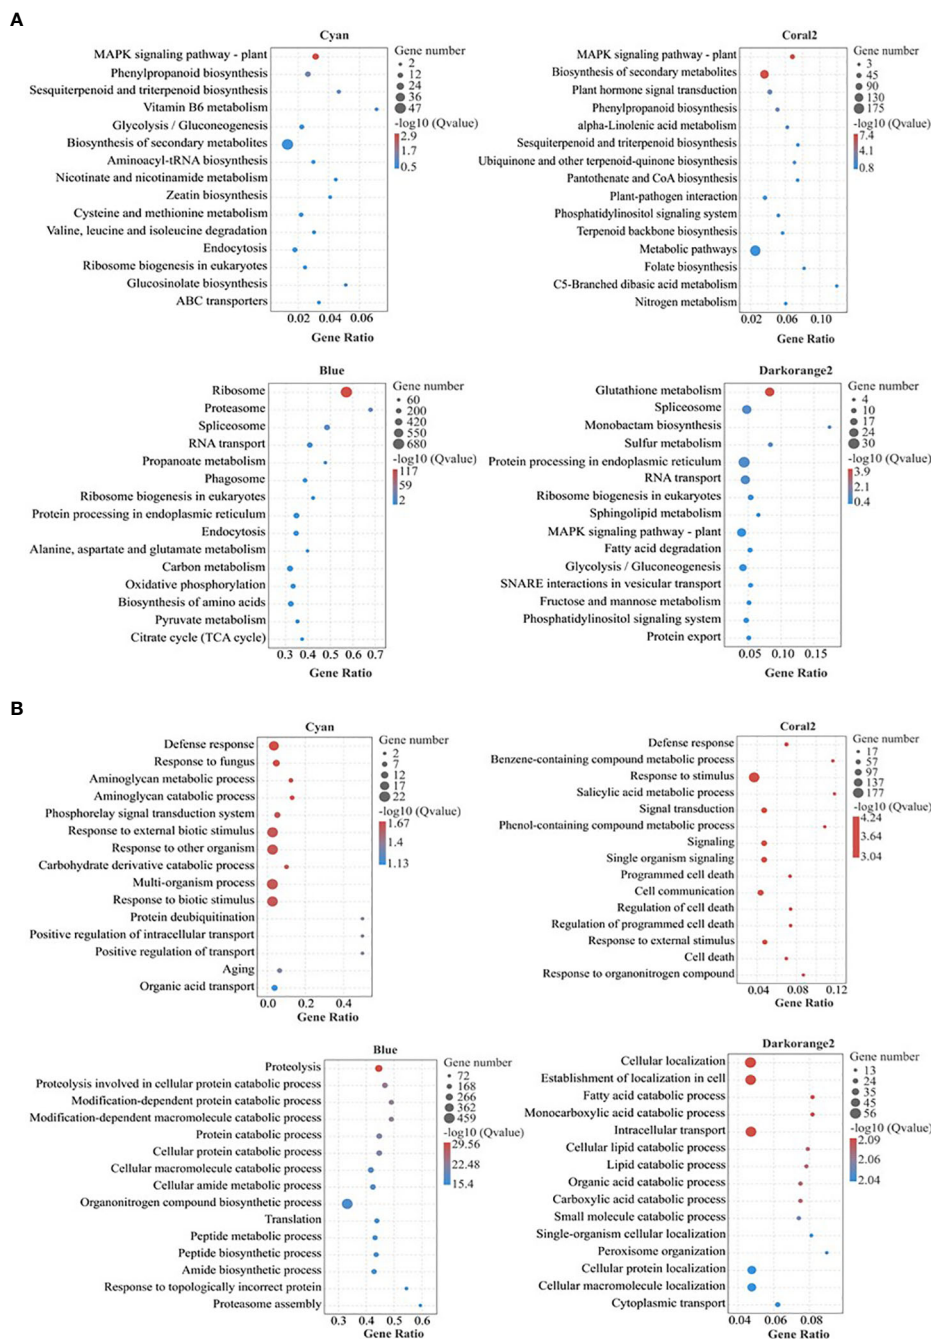 A
Cyan
MAPK signaling pathway - plant
Phenylpropanoid biosynthesis
Sesquiterpenoid and triterpenoid biosynthesis
Vitamin B6 metabolism
Glycolysis / Gluconeogenesis
Biosynthesis of secondary metabolites
Aminoacyl-tRNA biosynthesis
Nicotinate and nicotinamide metabolism
Zeatin biosynthesis
Cysteine and methionine metabolism
Valine, leucine and isoleucine degradation
Endocytosis
Ribosome biogenesis in eukaryotes
Glucosinolate biosynthesis
ABC transporters
0.02 0.04 0.06
Gene Ratio
Gene number
2
12
24
36
47
-log10 (Qvalue)
2.9
1.7
0.5
Coral2
MAPK signaling pathway - plant
Biosynthesis of secondary metabolites
Plant hormone signal transduction
Phenylpropanoid biosynthesis
alpha-Linolenic acid metabolism
Sesquiterpenoid and triterpenoid biosynthesis
Ubiquinone and other terpenoid-quinone biosynthesis
Pantothenate and CoA biosynthesis
Plant-pathogen interaction
Phosphatidylinositol signaling system
Terpenoid backbone biosynthesis
Metabolic pathways
Folate biosynthesis
C5-Branched dibasic acid metabolism
Nitrogen metabolism
0.02 0.06 0.10
Gene Ratio
Gene number
3
45
90
130
175
-log10 (Qvalue)
7.4
4.1
0.8
Blue
Ribosome
Proteasome
Spliceosome
RNA transport
Propanoate metabolism
Phagosome
Ribosome biogenesis in eukaryotes
Protein processing in endoplasmic reticulum
Endocytosis
Alanine, aspartate and glutamate metabolism
Carbon metabolism
Oxidative phosphorylation
Biosynthesis of amino acids
Pyruvate metabolism
Citrate cycle (TCA cycle)
0.3 0.4 0.5 0.6 0.7
Gene Ratio
Gene number
60
200
420
550
680
-log10 (Qvalue)
117
59
2
Darkorange2
Glutathione metabolism
Spliceosome
Monobactam biosynthesis
Sulfur metabolism
Protein processing in endoplasmic reticulum
RNA transport
Ribosome biogenesis in eukaryotes
Sphingolipid metabolism
MAPK signaling pathway - plant
Fatty acid degradation
Glycolysis / Gluconeogenesis
SNARE interactions in vesicular transport
Fructose and mannose metabolism
Phosphatidylinositol signaling system
Protein export
0.05 0.10 0.15
Gene Ratio
Gene number
4
10
17
24
30
-log10 (Qvalue)
3.9
2.1
0.4
B
Cyan
Defense response
Response to fungus
Aminoglycan metabolic process
Aminoglycan catabolic process
Phosphorelay signal transduction system
Response to external biotic stimulus
Response to other organism
Carbohydrate derivative catabolic process
Multi-organism process
Response to biotic stimulus
Protein deubiquitination
Positive regulation of intracellular transport
Positive regulation of transport
Aging
Organic acid transport
0.0 0.2 0.4
Gene Ratio
Gene number
2
7
12
17
22
-log10 (Qvalue)
1.67
1.4
1.13
Coral2
Defense response
Benzene-containing compound metabolic process
Response to stimulus
Salicylic acid metabolic process
Signal transduction
Phenol-containing compound metabolic process
Signaling
Single organism signaling
Programmed cell death
Cell communication
Regulation of cell death
Regulation of programmed cell death
Response to external stimulus
Cell death
Response to organonitrogen compound
0.04 0.08 0.12
Gene Ratio
Gene number
17
57
97
137
177
-log10 (Qvalue)
4.24
3.64
3.04
Blue
Proteolysis
Proteolysis involved in cellular protein catabolic process
Modification-dependent protein catabolic process
Modification-dependent macromolecule catabolic process
Protein catabolic process
Cellular protein catabolic process
Cellular macromolecule catabolic process
Cellular amide metabolic process
Organonitrogen compound biosynthetic process
Translation
Peptide metabolic process
Peptide biosynthetic process
Amide biosynthetic process
Response to topologically incorrect protein
Proteasome assembly
0.3 0.4 0.5 0.6
Gene Ratio
Gene number
72
168
266
362
459
-log10 (Qvalue)
29.56
22.48
15.4
Darkorange2
Cellular localization
Establishment of localization in cell
Fatty acid catabolic process
Monocarboxylic acid catabolic process
Intracellular transport
Cellular lipid catabolic process
Lipid catabolic process
Organic acid catabolic process
Carboxylic acid catabolic process
Small molecule catabolic process
Single-organism cellular localization
Peroxisome organization
Cellular protein localization
Cellular macromolecule localization
Cytoplasmic transport
0.04 0.06 0.08
Gene Ratio
Gene number
13
24
35
45
56
-log10 (Qvalue)
2.09
2.06
2.04